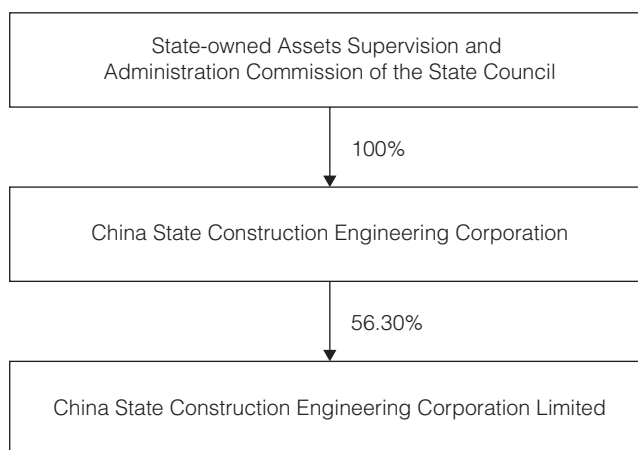 State-owned Assets Supervision and
Administration Commission of the State Council
100%
China State Construction Engineering Corporation
56.30%
China State Construction Engineering Corporation Limited